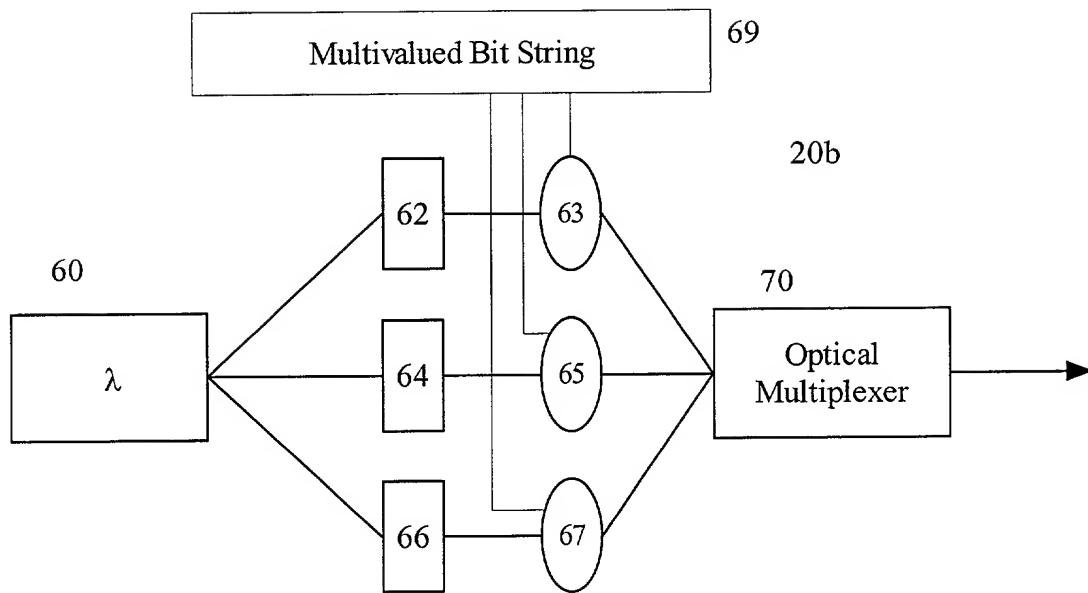 Multivalued Bit String
69
20b
62
63
60
70
λ
64
65
Optical
Multiplexer
66
67